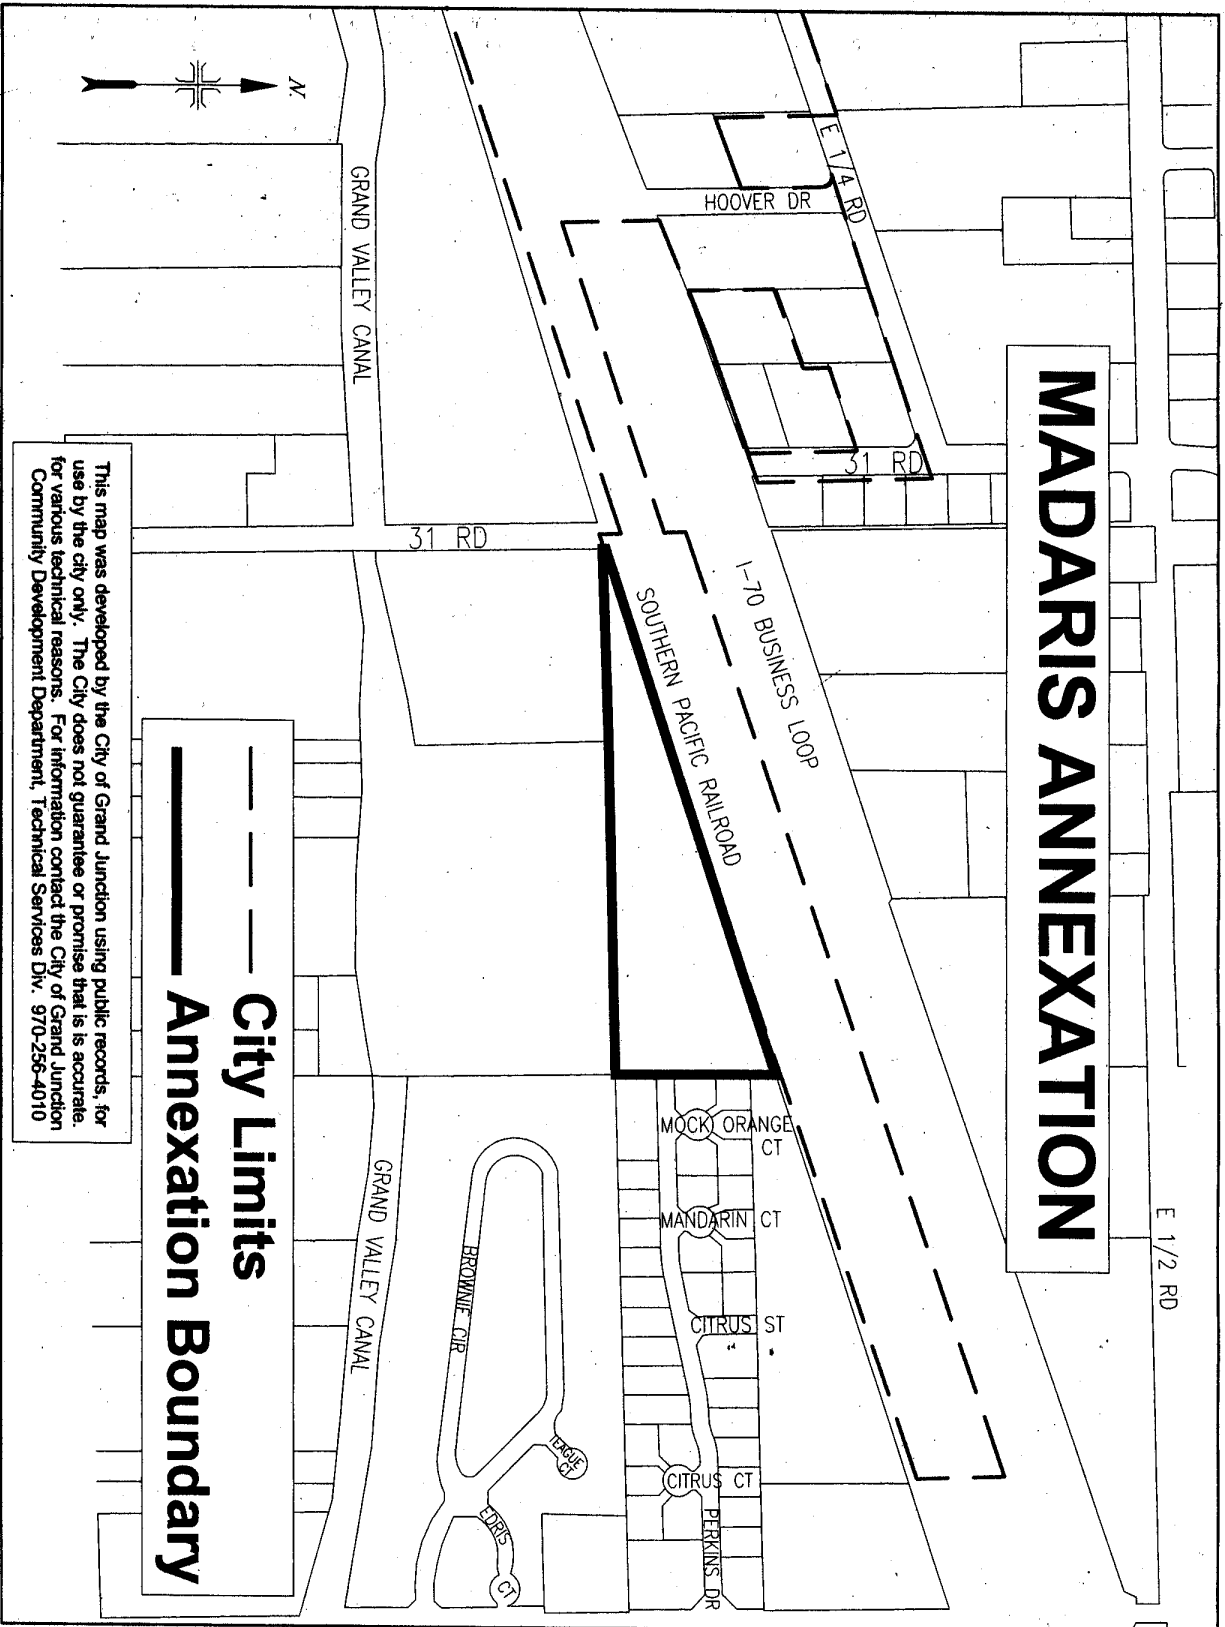 MADARIS ANNEXATION
E 1/2 RD
E 1/4 RD
HOOVER DR
31 RD
I-70 BUSINESS LOOP
SOUTHERN PACIFIC RAILROAD
N.
GRAND VALLEY CANAL
31 RD
MOCK ORANGE
CT
MANDARIN CT
CITRUS ST
CITRUS CT
PERKINS DR
BROWNIE CIR
TEAGUE
CT
EDRIS
CT
GRAND VALLEY CANAL
City Limits
Annexation Boundary
This map was developed by the City of Grand Junction using public records, for
use by the city only. The City does not guarantee or promise that is is accurate.
for various technical reasons. For information contact the City of Grand Junction
Community Development Department, Technical Services Div. 970-256-4010